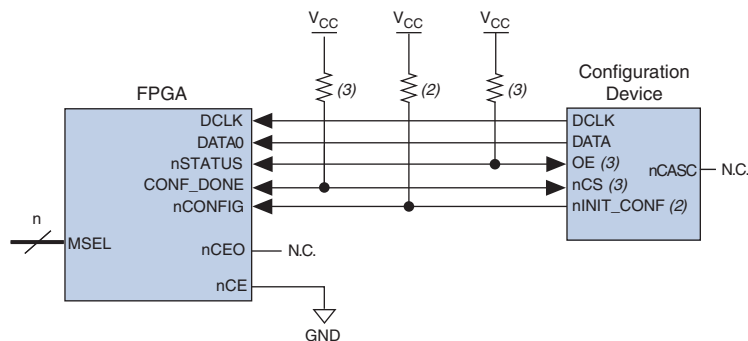 VCC
VCC
VCC
(3)
(2)
(3)
FPGA
Configuration
Device
DCLK
DATA0
nSTATUS
CONF_DONE
nCONFIG
n
MSEL
nCEO
N.C.
nCE
GND
DCLK
DATA
OE (3)
nCS (3)
nINIT_CONF (2)
nCASC
N.C.